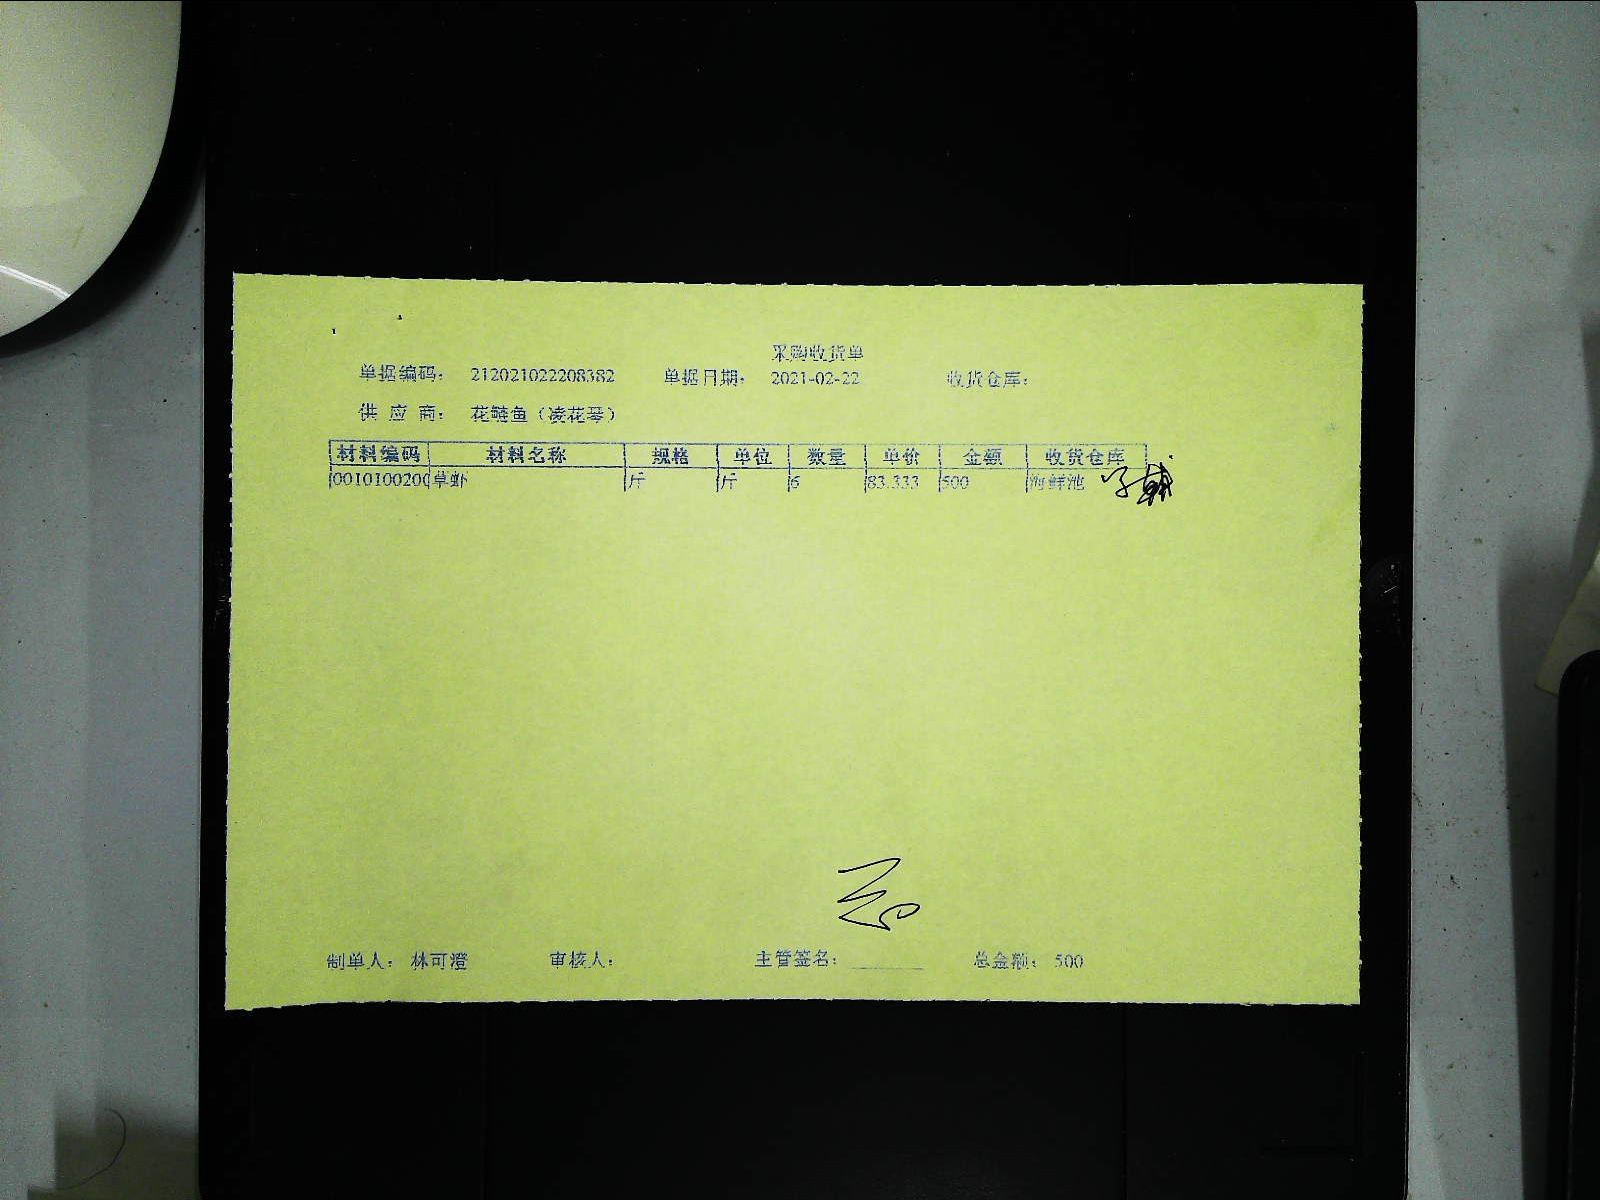 采购收货单
单据编码： 212021022208382 单据日期： 2021-02-22 收货仓库：
供 应 商： 花鲢鱼（凌花琴）
材料编码 材料名称 规格 单位 数量 单价 金额 收货仓库
0010100200 草虾 斤 斤 6 83.333 500 海鲜池
制单人： 林可澄 审核人： 主管签名：________ 总金额： 500